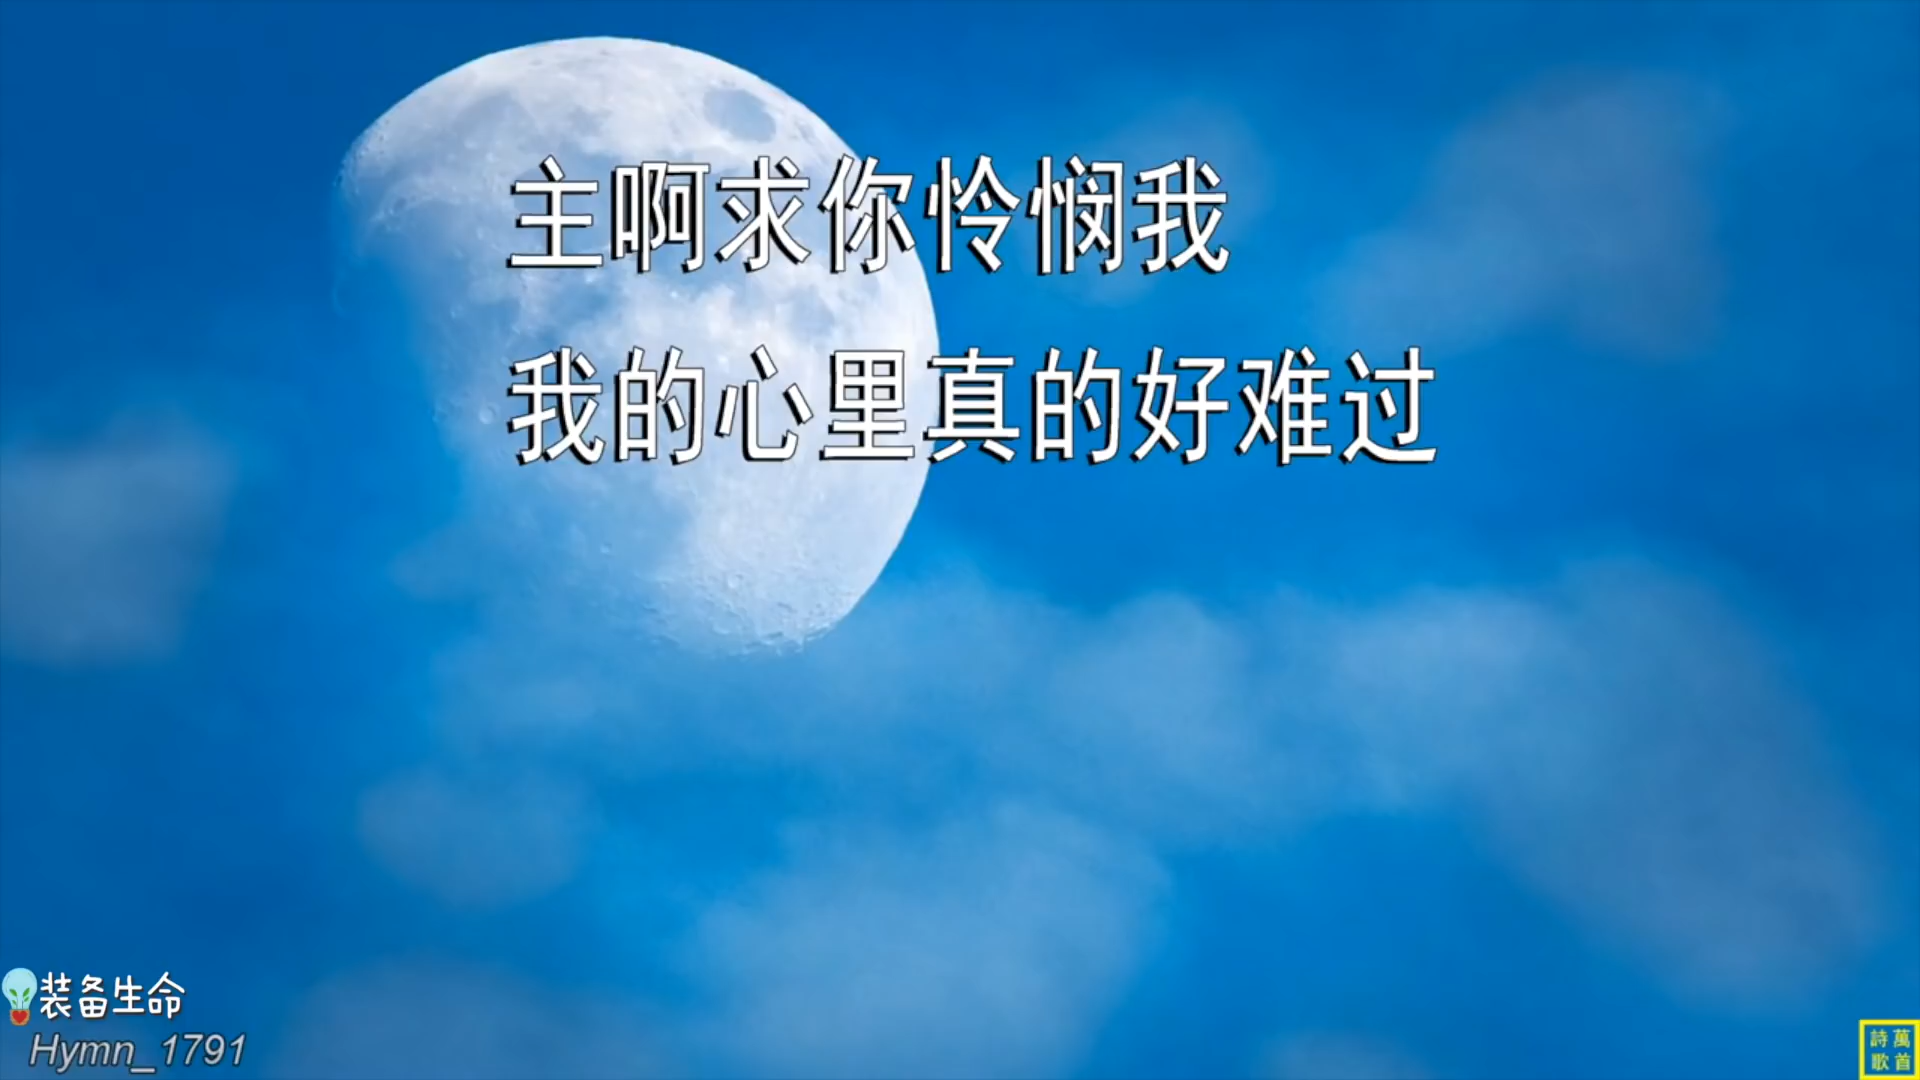 主啊求你怜悯我
我的心里真的好难过
装备生命
Hymn_1791
萬首
詩歌